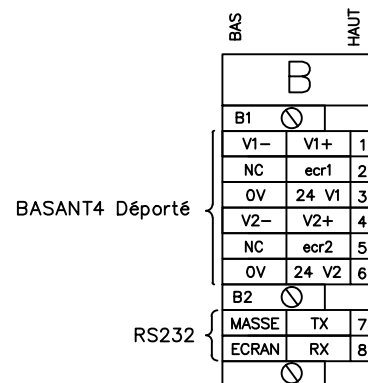 BAS HAUT
B
B1
V1- V1+ 1
NC ecr1 2
0V 24 V1 3
BASANT4 Déporté
V2- V2+ 4
NC ecr2 5
0V 24 V2 6
B2
RS232
MASSE TX 7
ECRAN RX 8